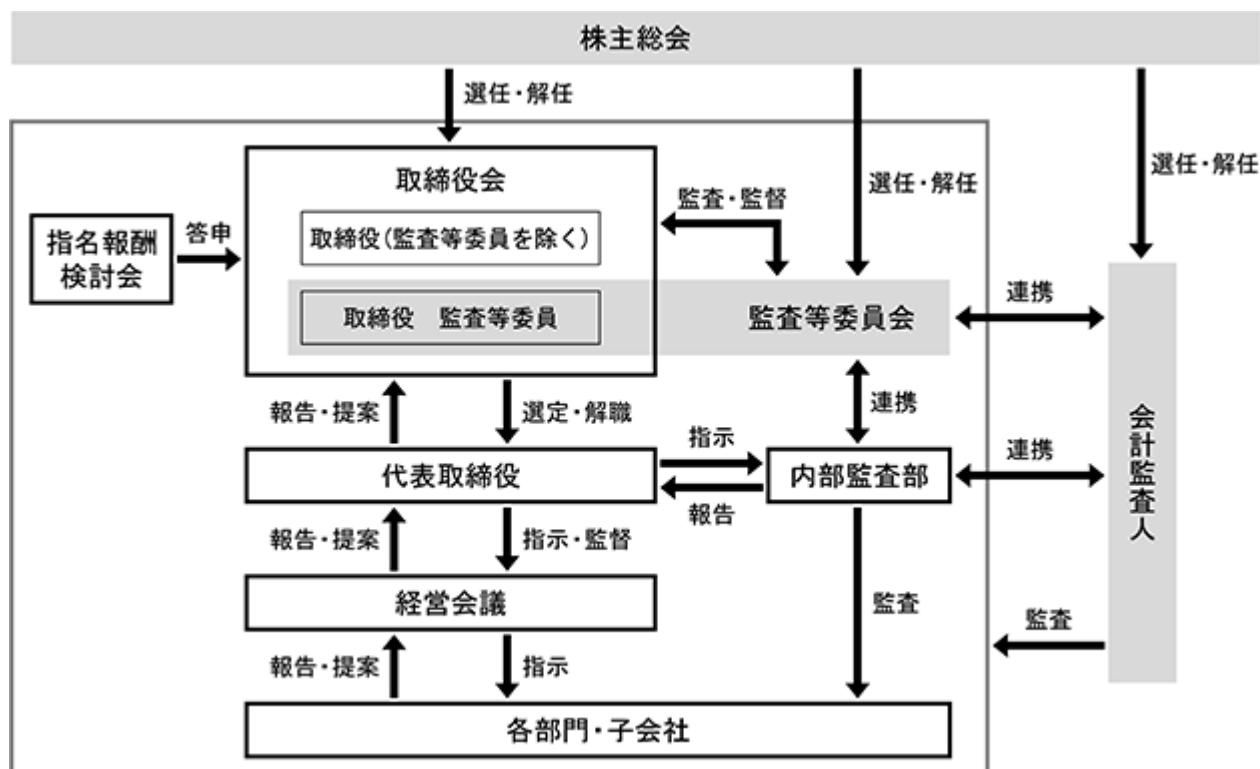 株主総会
選任・解任
選任・解任
選任・解任
取締役会
監査・監督
指名報酬
検討会
答申
取締役(監査等委員を除く)
取締役　監査等委員
監査等委員会
連携
報告・提案
選定・解職
連携
会計監査人
代表取締役
指示
報告
内部監査部
連携
報告・提案
指示・監督
経営会議
監査
監査
報告・提案
指示
各部門・子会社